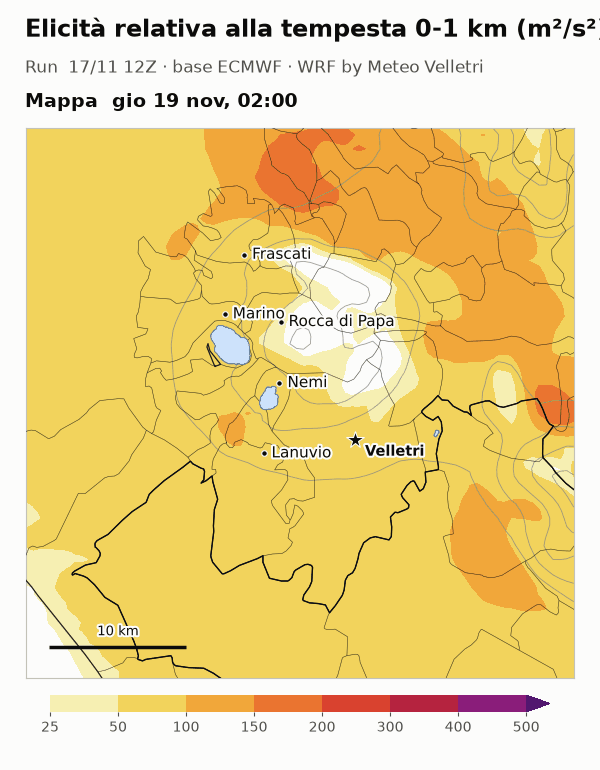 Elicità relativa alla tempesta 0-1 km (m²/s²)
Run  17/11 12Z · base ECMWF · WRF by Meteo Velletri
Mappa  gio 19 nov, 02:00
Frascati
Marino
Rocca di Papa
Nemi
Velletri
Lanuvio
10 km
25 50 100 150 200 300 400 500